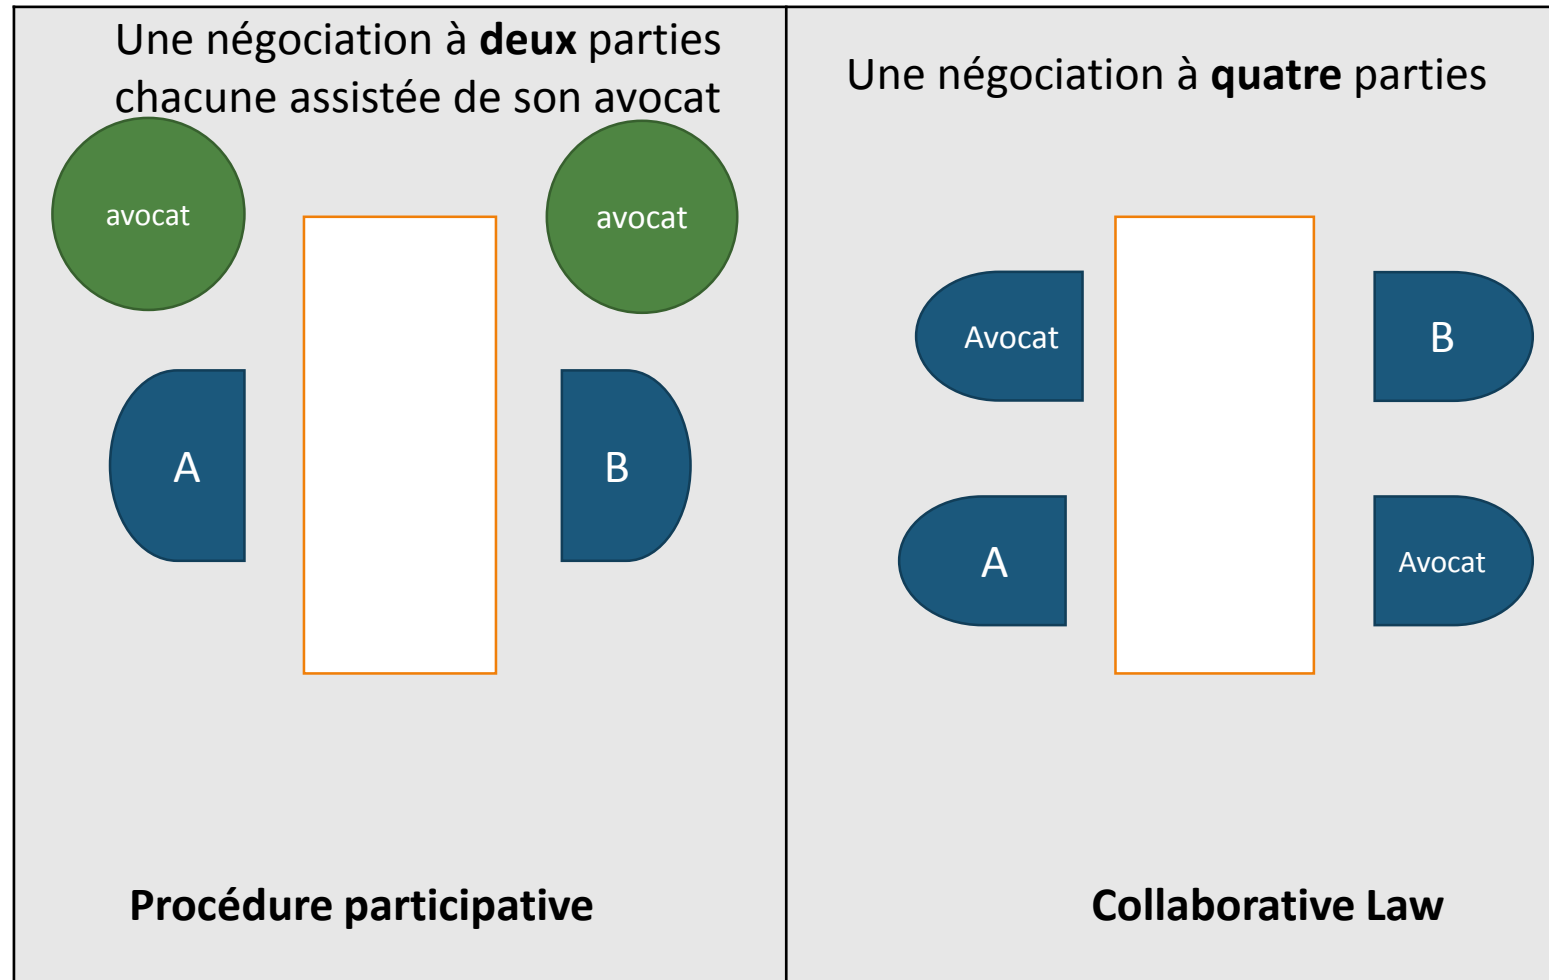 Une négociation à deux parties
chacune assistée de son avocat
avocat
avocat
A
B
Procédure participative
Une négociation à quatre parties
Avocat
B
A
Avocat
Collaborative Law